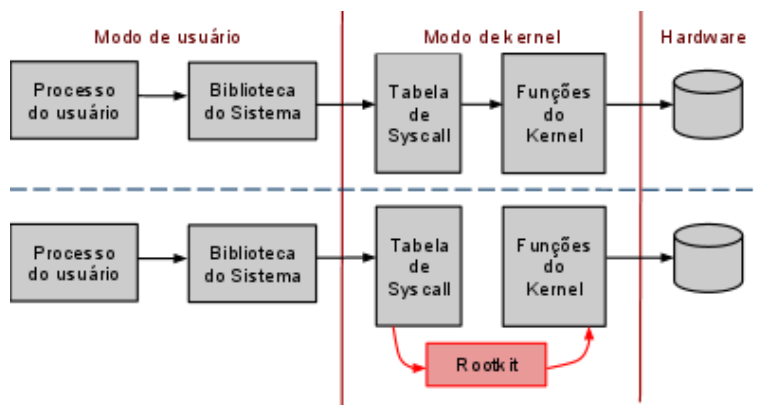 Modo de usuário
Modo de kernel
Hardware
Processo
do usuário
Biblioteca
do Sistema
Tabela
de
Syscall
Funções
do
Kernel
Processo
do usuário
Biblioteca
do Sistema
Tabela
de
Syscall
Funções
do
Kernel
Rootkit